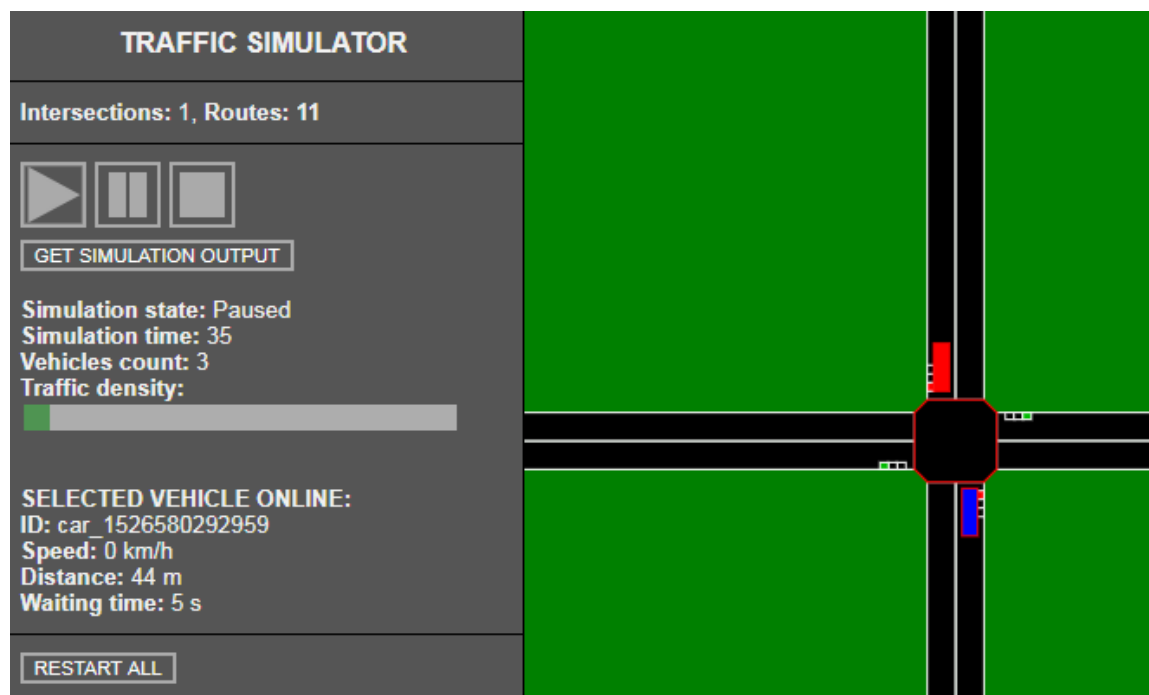 TRAFFIC SIMULATOR
Intersections: 1, Routes: 11
GET SIMULATION OUTPUT
Simulation state: Paused
Simulation time: 35
Vehicles count: 3
Traffic density:
SELECTED VEHICLE ONLINE:
ID: car_1526580292959
Speed: 0 km/h
Distance: 44 m
Waiting time: 5 s
RESTART ALL